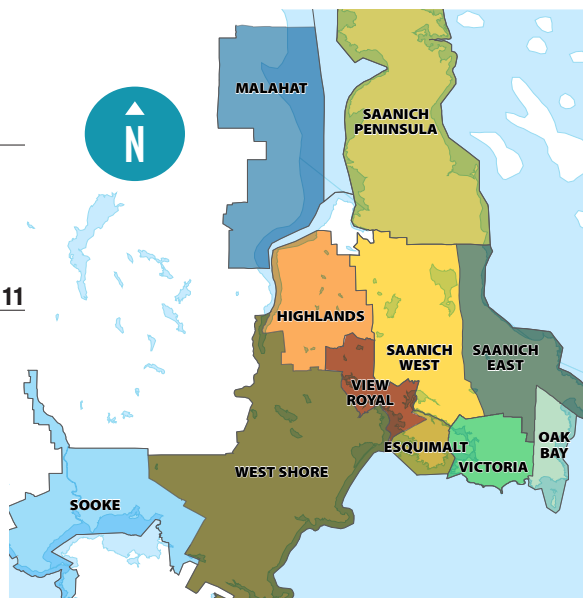 MALAHAT
SAANICH
PENINSULA
N
11
HIGHLANDS
SAANICH
WEST
SAANICH
EAST
VIEW
ROYAL
ESQUIMALT
OAK
BAY
VICTORIA
WEST SHORE
SOOKE